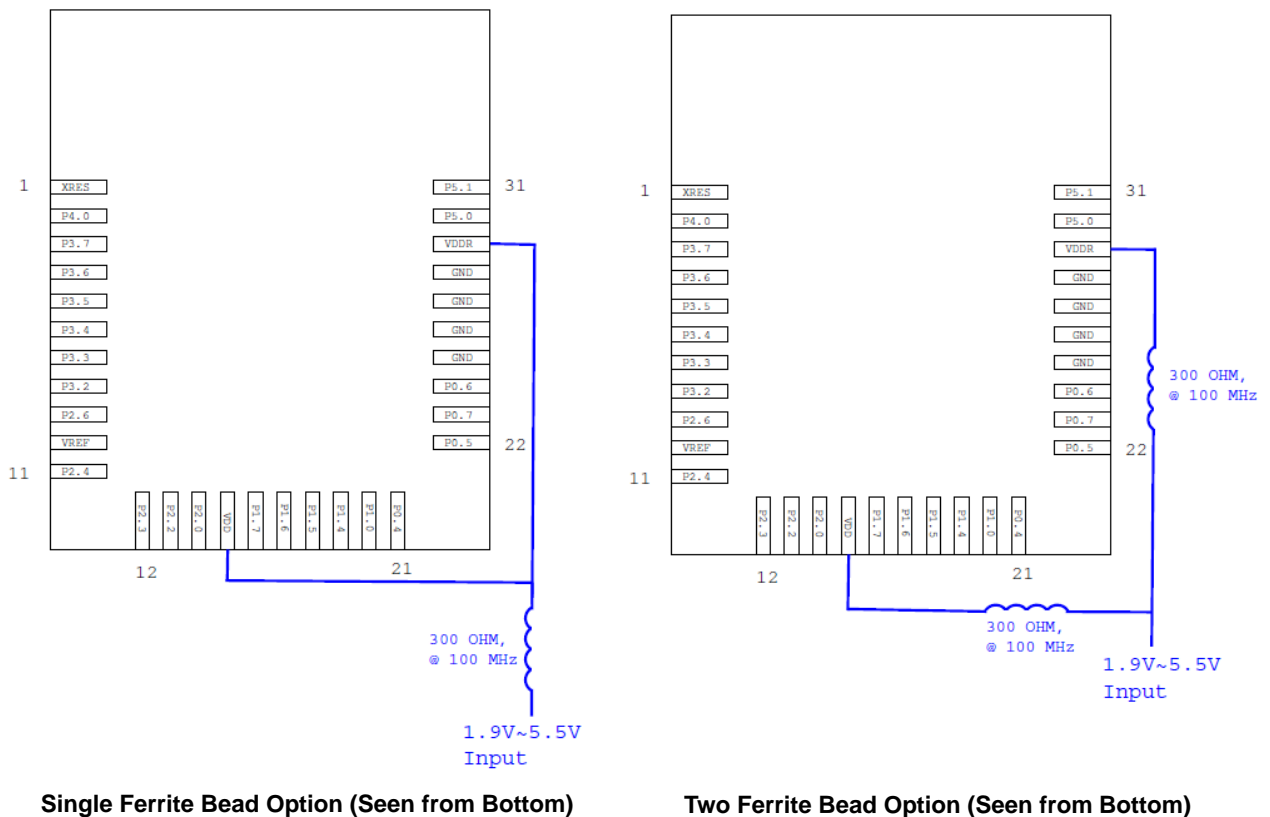 1 XRES P5.1 31
P4.0 P5.0
P3.7 VDDR
P3.6 GND
P3.5 GND
P3.4 GND
P3.3 GND
P3.2 P0.6
P2.6 P0.7
VREF P0.5 22
11 P2.4
P2.3 P2.2 P2.0 VDD P1.7 P1.6 P1.5 P1.4 P1.0 P0.4
12 21
300 OHM,
@ 100 MHz
1.9V~5.5V
Input
Single Ferrite Bead Option (Seen from Bottom)
1 XRES P5.1 31
P4.0 P5.0
P3.7 VDDR
P3.6 GND
P3.5 GND
P3.4 GND
P3.3 GND
P3.2 P0.6
P2.6 P0.7
VREF P0.5 22
11 P2.4
300 OHM,
@ 100 MHz
P2.3 P2.2 P2.0 VDD P1.7 P1.6 P1.5 P1.4 P1.0 P0.4
12 21
300 OHM,
@ 100 MHz
1.9V~5.5V
Input
Two Ferrite Bead Option (Seen from Bottom)